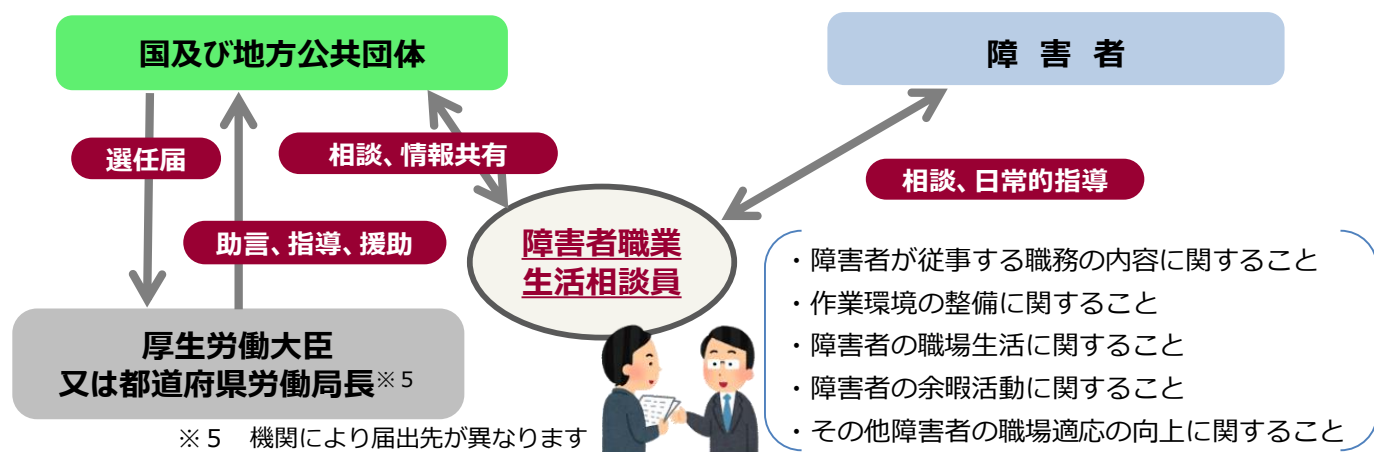 国及び地方公共団体
障 害 者
選任届
相談、情報共有
相談、日常的指導
助言、指導、援助
障害者職業
生活相談員
厚生労働大臣
又は都道府県労働局長※5
※5 機関により届出先が異なります
・障害者が従事する職務の内容に関すること
・作業環境の整備に関すること
・障害者の職場生活に関すること
・障害者の余暇活動に関すること
・その他障害者の職場適応の向上に関すること